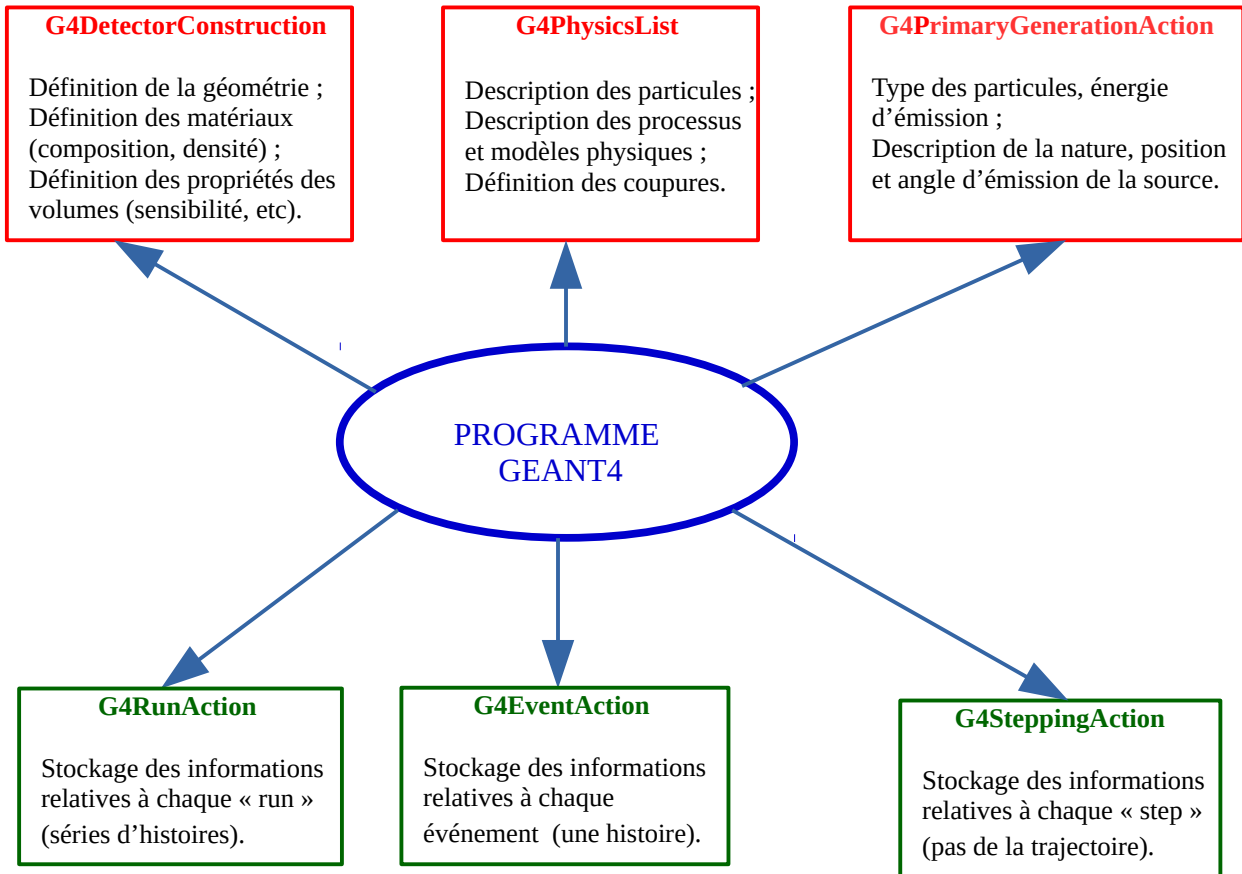 G4DetectorConstruction
Définition de la géométrie ;
Définition des matériaux
(composition, densité) ;
Définition des propriétés des
volumes (sensibilité, etc).
G4PhysicsList
Description des particules ;
Description des processus
et modèles physiques ;
Définition des coupures.
G4PrimaryGenerationAction
Type des particules, énergie
d’émission ;
Description de la nature, position
et angle d’émission de la source.
PROGRAMME
GEANT4
G4RunAction
Stockage des informations
relatives à chaque « run »
(séries d’histoires).
G4EventAction
Stockage des informations
relatives à chaque
événement (une histoire).
G4SteppingAction
Stockage des informations
relatives à chaque « step »
(pas de la trajectoire).